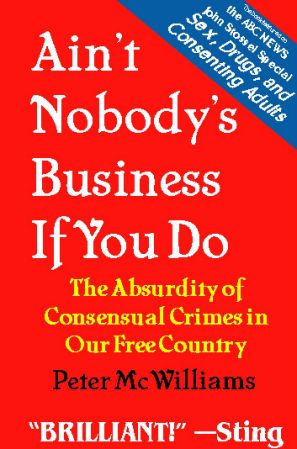 The book featured on
the ABC NEWS
John Stossel Special
Sex, Drugs, and
Consenting Adults
Ain't
Nobody's
Business
If You Do
The Absurdity of
Consensual Crimes in
Our Free Country
Peter McWilliams
"BRILLIANT!" —Sting